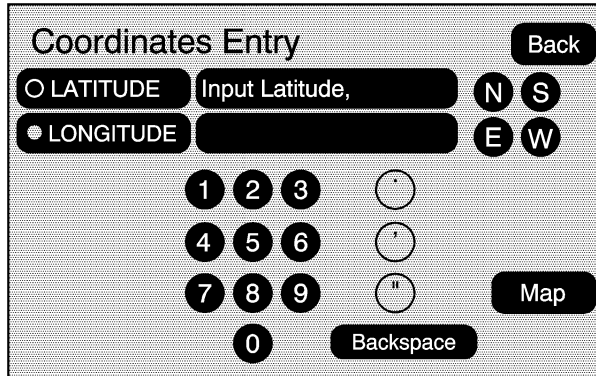 Coordinates Entry Back
LATITUDE Input Latitude, N S
LONGITUDE E W
1 2 3 °
4 5 6 '
7 8 9 " Map
0 Backspace